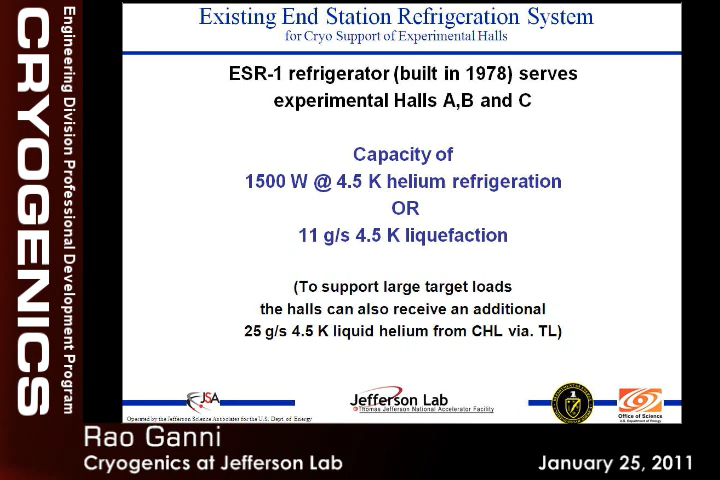 Engineering Division Professional Development Program
CRYOGENICS
Existing End Station Refrigeration System
for Cryo Support of Experimental Halls
ESR-1 refrigerator (built in 1978) serves
experimental Halls A,B and C
Capacity of
1500 W @ 4.5 K helium refrigeration
OR
11 g/s 4.5 K liquefaction
(To support large target loads
the halls can also receive an additional
25 g/s 4.5 K liquid helium from CHL via. TL)
JSA
Jefferson Lab
Thomas Jefferson National Accelerator Facility
Office of Science
U.S. Department of Energy
Operated by the Jefferson Science Associates for the U.S. Dept. of Energy
Rao Ganni
Cryogenics at Jefferson Lab
January 25, 2011